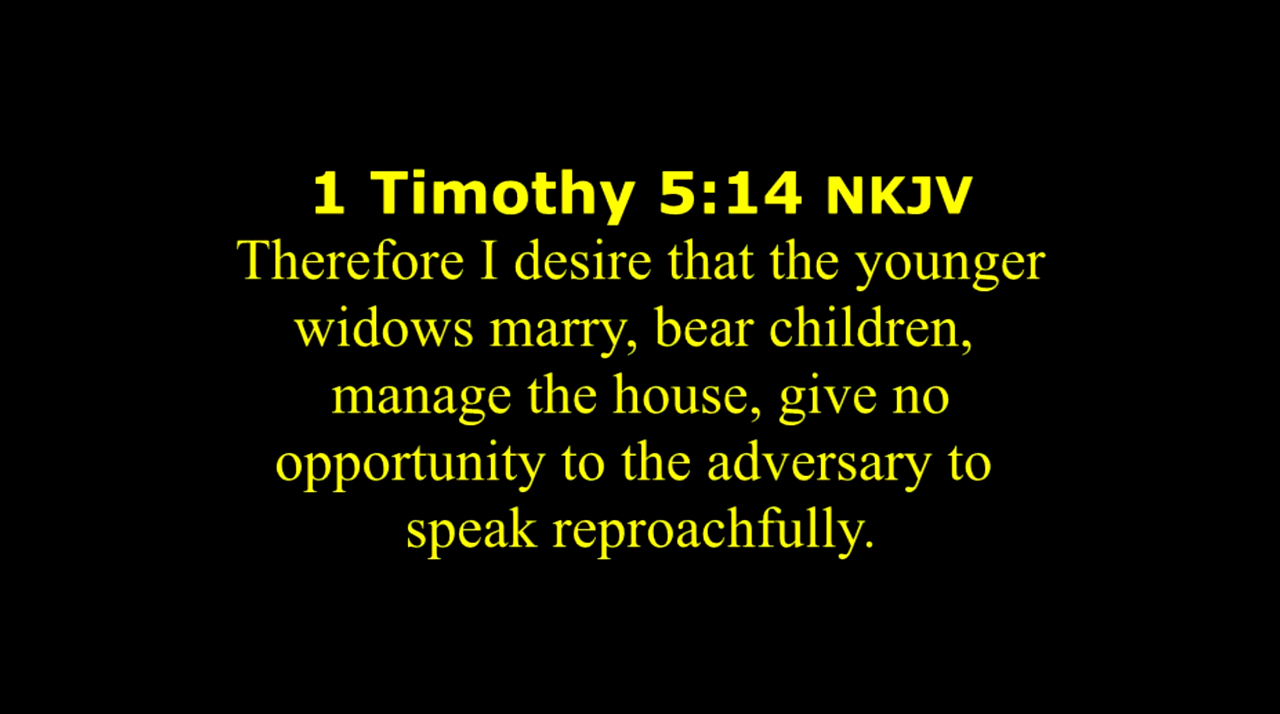 1 Timothy 5:14 NKJV
Therefore I desire that the younger
widows marry, bear children,
manage the house, give no
opportunity to the adversary to
speak reproachfully.